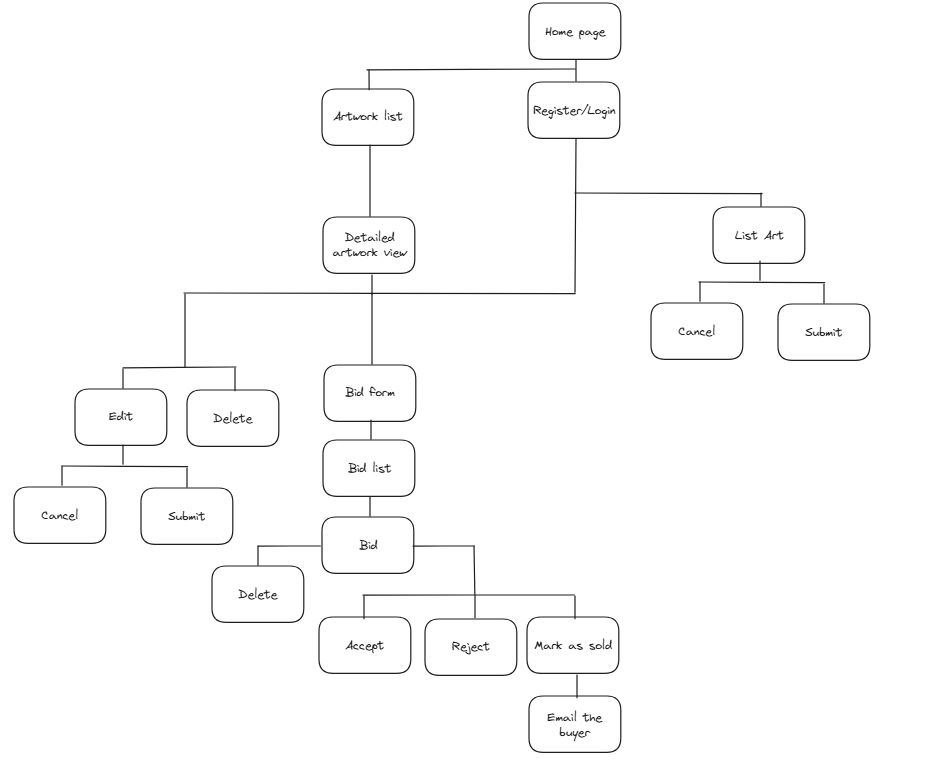 Home page
Artwork list
Register/Login
Detailed
artwork view
List Art
Cancel
Submit
Bid form
Edit
Delete
Bid list
Cancel
Submit
Bid
Delete
Accept
Reject
Mark as sold
Email the
buyer